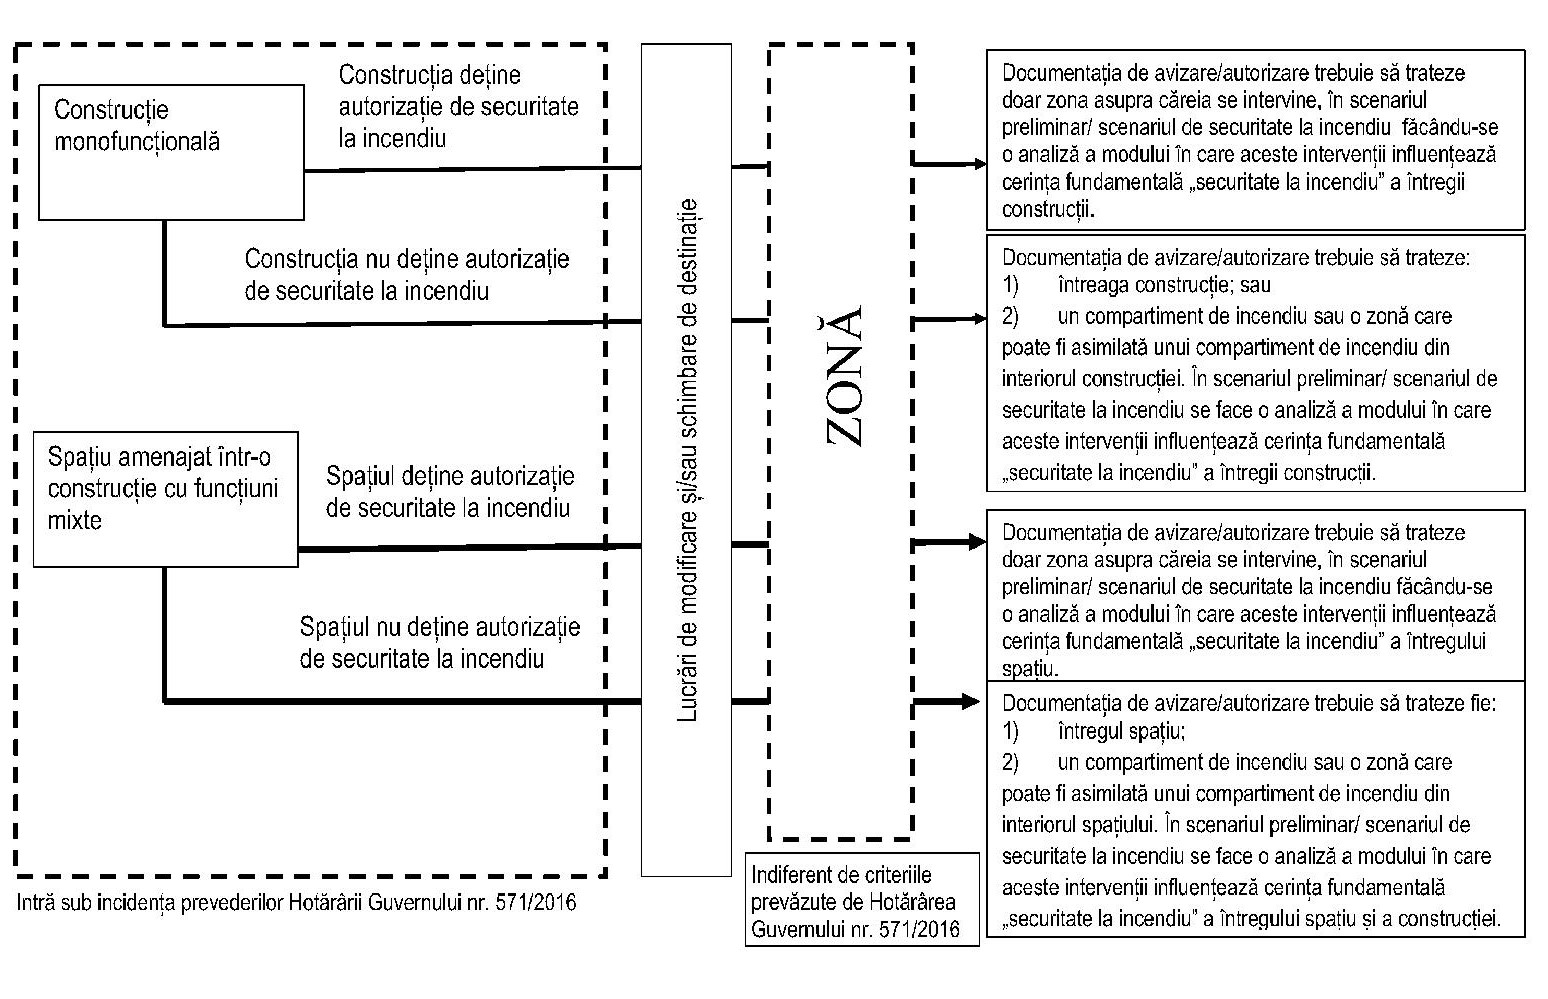 Construcție
monofuncțională
Construcția deține
autorizație de securitate
la incendiu
Construcția nu deține autorizație
de securitate la incendiu
Spațiu amenajat într-o
construcție cu funcțiuni
mixte
Spațiul deține autorizație
de securitate la incendiu
Spațiul nu deține autorizație
de securitate la incendiu
Intră sub incidența prevederilor Hotărârii Guvernului nr. 571/2016
Lucrări de modificare și/sau schimbare de destinație
ZONĂ
Indiferent de criteriile
prevăzute de Hotărârea
Guvernului nr. 571/2016
Documentația de avizare/autorizare trebuie să trateze
doar zona asupra căreia se intervine, în scenariul
preliminar/ scenariul de securitate la incendiu făcându-se
o analiză a modului în care aceste intervenții influențează
cerința fundamentală „securitate la incendiu” a întregii
construcții.
Documentația de avizare/autorizare trebuie să trateze:
1) întreaga construcție; sau
2) un compartiment de incendiu sau o zonă care
poate fi asimilată unui compartiment de incendiu din
interiorul construcției. În scenariul preliminar/ scenariul de
securitate la incendiu se face o analiză a modului în care
aceste intervenții influențează cerința fundamentală
„securitate la incendiu” a întregii construcții.
Documentația de avizare/autorizare trebuie să trateze
doar zona asupra căreia se intervine, în scenariul
preliminar/ scenariul de securitate la incendiu făcându-se
o analiză a modului în care aceste intervenții influențează
cerința fundamentală „securitate la incendiu” a întregului
spațiu.
Documentația de avizare/autorizare trebuie să trateze fie:
1) întregul spațiu;
2) un compartiment de incendiu sau o zonă care
poate fi asimilată unui compartiment de incendiu din
interiorul spațiului. În scenariul preliminar/ scenariul de
securitate la incendiu se face o analiză a modului în care
aceste intervenții influențează cerința fundamentală
„securitate la incendiu” a întregului spațiu și a construcției.